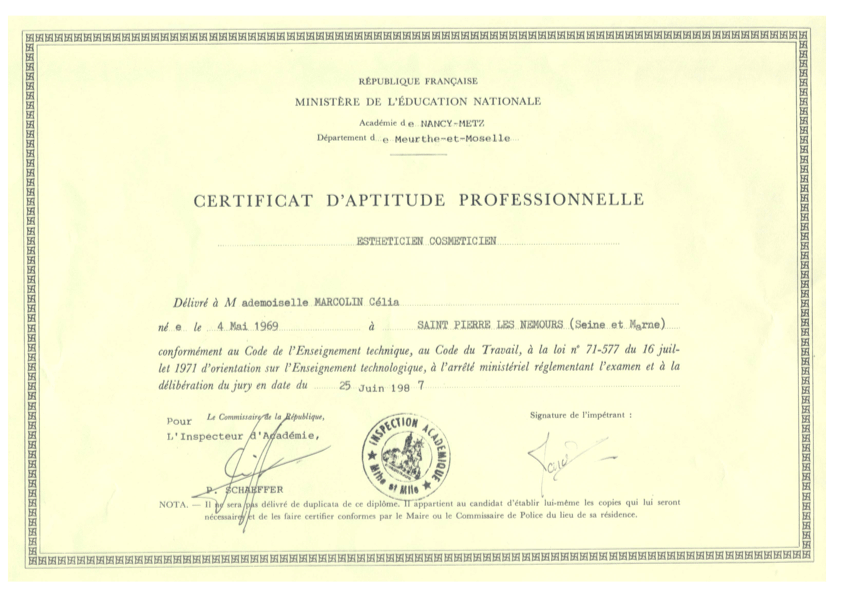 RÉPUBLIQUE FRANÇAISE
MINISTÈRE DE L'ÉDUCATION NATIONALE
Académie de NANCY-METZ
Département de Meurthe-et-Moselle
CERTIFICAT D'APTITUDE PROFESSIONNELLE
ESTHETICIEN COSMETICIEN
Délivré à M ademoiselle MARCOLIN Célia
né e le 4 Mai 1969 à SAINT PIERRE LES NEMOURS (Seine et Marne)
conformément au Code de l'Enseignement technique, au Code du Travail, à la loi n° 71-577 du 16 juil-
let 1971 d'orientation sur l'Enseignement technologique, à l'arrêté ministériel réglementant l'examen et à la
délibération du jury en date du 25 Juin 198 7
Pour Le Commissaire de la République,
L'Inspecteur d'Académie,
Signature de l'impétrant :
INSPECTION ACADÉMIQUE
Mthe et Mlle
P. SCHAEFFER
NOTA. — Il ne sera pas délivré de duplicata de ce diplôme. Il appartient au candidat d'établir lui-même les copies qui lui seront
nécessaires et de les faire certifier conformes par le Maire ou le Commissaire de Police du lieu de sa résidence.